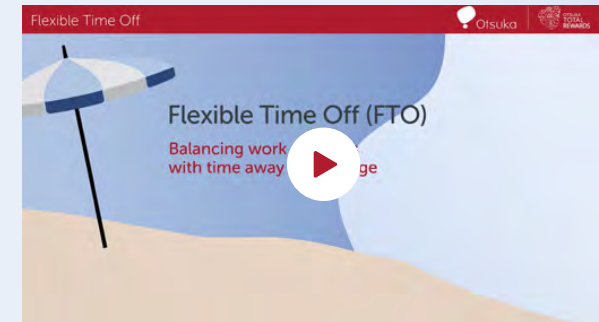 Flexible Time Off
Otsuka
OTSUKA
TOTAL
REWARDS
Flexible Time Off (FTO)
Balancing work
with time away ge